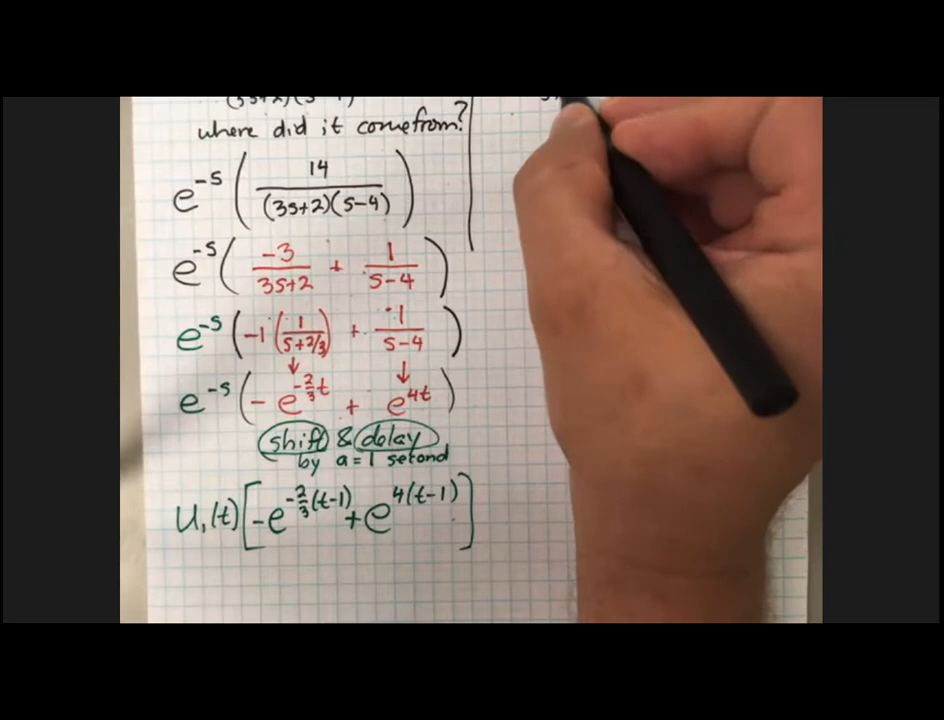 where did it come from?
e^-s ( 14 / (3s+2)(s-4) )
e^-s ( -3 / 3s+2 + 1 / s-4 )
e^-s ( -1 ( 1 / s+2/3 ) + 1 / s-4 )
↓ ↓
e^-s ( - e^-2/3 t + e^4t )
shift & delay
by a = 1 second
u₁(t) [ - e^-2/3 (t-1) + e^4(t-1) ]